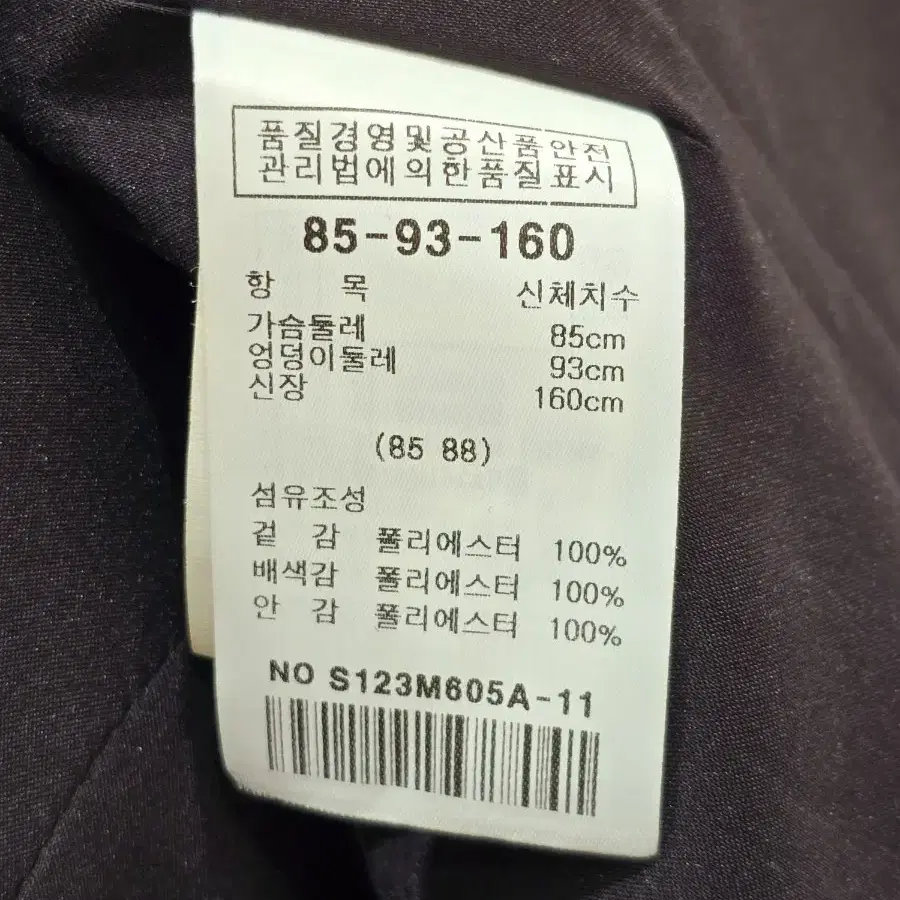 품질경영및공산품안전
관리법에의한품질표시
85-93-160
항 목 신체치수
가슴둘레 85cm
엉덩이둘레 93cm
신장 160cm
(85 88)
섬유조성
겉 감 폴리에스터 100%
배색감 폴리에스터 100%
안 감 폴리에스터 100%
NO S123M605A-11